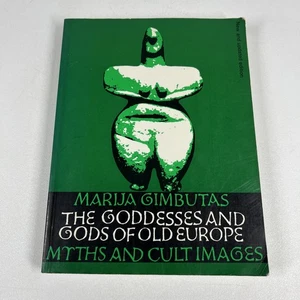 MARIJA GIMBUTAS
THE GODDESSES AND
GODS OF OLD EUROPE
MYTHS AND CULT IMAGES